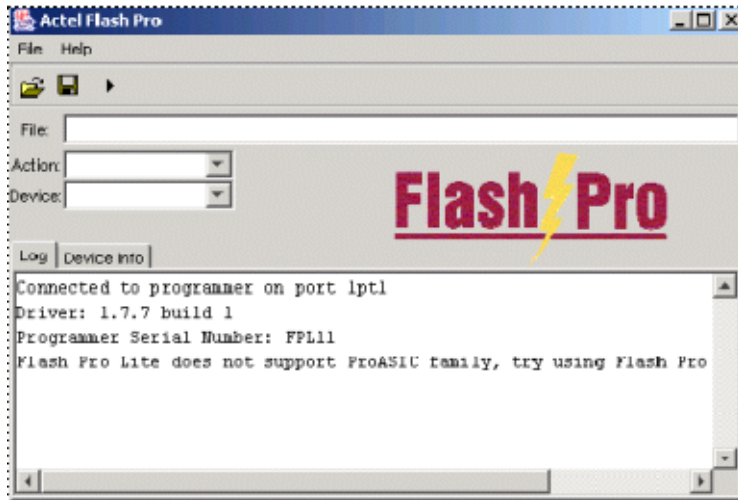 Actel Flash Pro
File Help
File:
Action:
Device:
Flash Pro
Log Device Info
Connected to programmer on port lpt1
Driver: 1.7.7 build 1
Programmer Serial Number: FPL11
Flash Pro Lite does not support ProASIC family, try using Flash Pro